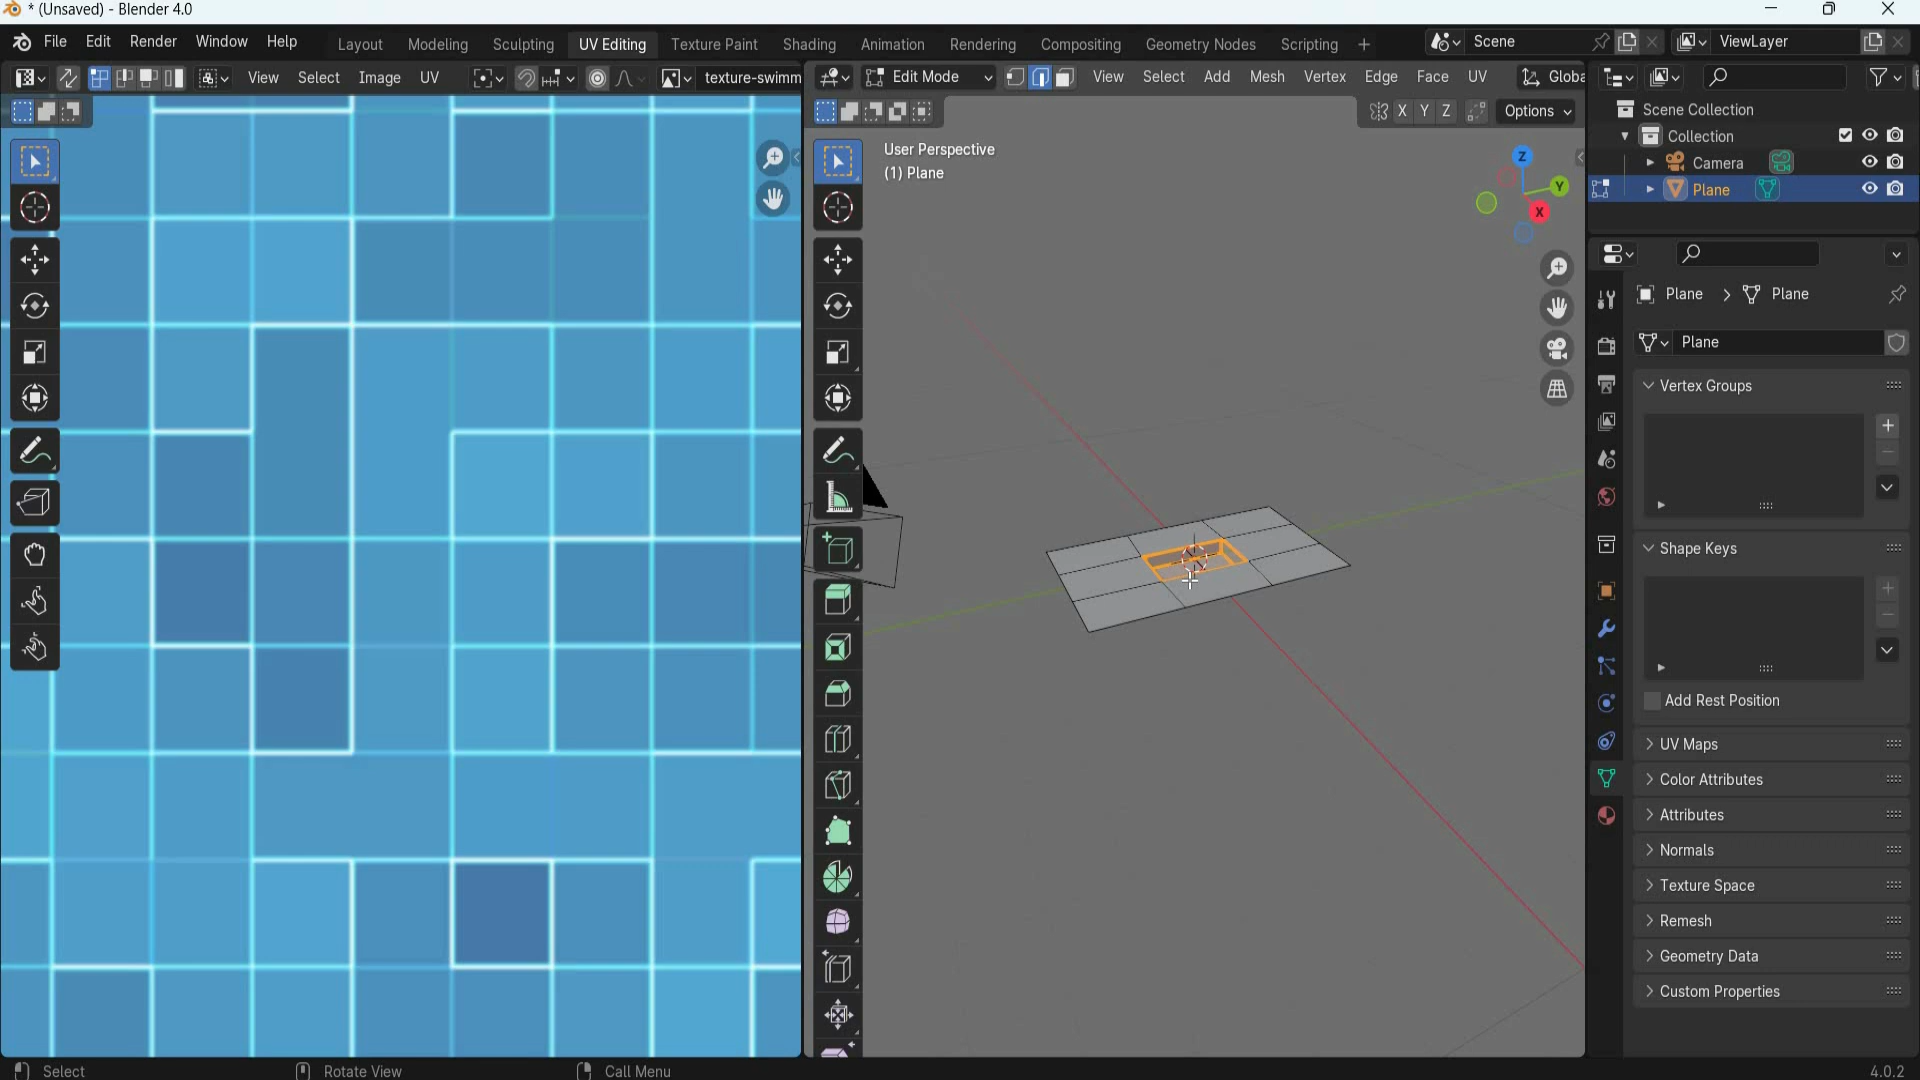 * (Unsaved) - Blender 4.0
File Edit Render Window Help Layout Modeling Sculpting UV Editing Texture Paint Shading Animation Rendering Compositing Geometry Nodes Scripting + Scene ViewLayer
View Select Image UV texture-swimm Edit Mode View Select Add Mesh Vertex Edge Face UV Globa
X Y Z Options
Scene Collection
Collection
Camera
Plane
User Perspective
(1) Plane
Z
Y
X
Plane > Plane
Plane
Vertex Groups
Shape Keys
Add Rest Position
UV Maps
Color Attributes
Attributes
Normals
Texture Space
Remesh
Geometry Data
Custom Properties
Select Rotate View Call Menu 4.0.2